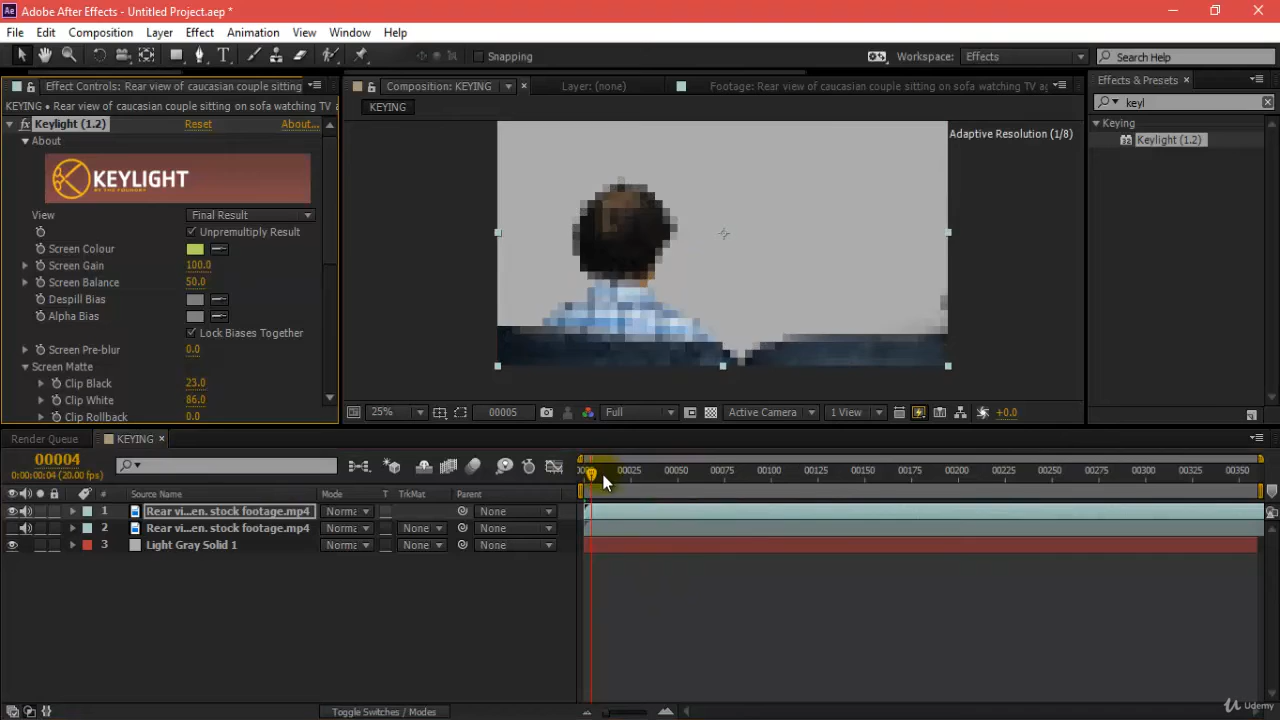 Adobe After Effects - Untitled Project.aep *
File Edit Composition Layer Effect Animation View Window Help
Snapping Workspace: Effects Search Help
Effect Controls: Rear view of caucasian couple sitting Composition: KEYING Layer: (none) Footage: Rear view of caucasian couple sitting on sofa watching TV ag Effects & Presets
KEYING • Rear view of caucasian couple sitting on sofa watching TV KEYING keyl
fx Keylight (1.2) Reset About... Keying
About Adaptive Resolution (1/8) Keylight (1.2)
KEYLIGHT
BY THE FOUNDRY
View Final Result
Unpremultiply Result
Screen Colour
Screen Gain 100.0
Screen Balance 50.0
Despill Bias
Alpha Bias
Lock Biases Together
Screen Pre-blur 0.0
Screen Matte
Clip Black 23.0
Clip White 86.0
Clip Rollback 0.0
25% 00005 Full Active Camera 1 View +0.0
Render Queue KEYING
00004
0:00:00:04 (20.00 fps) 00025 00050 00075 00100 00125 00150 00175 00200 00225 00250 00275 00300 00325 00350
# Source Name Mode T TrkMat Parent
1 Rear vi...en. stock footage.mp4 Norma None
2 Rear vi...en. stock footage.mp4 Norma None None
3 Light Gray Solid 1 Norma None None
Toggle Switches / Modes
Udemy